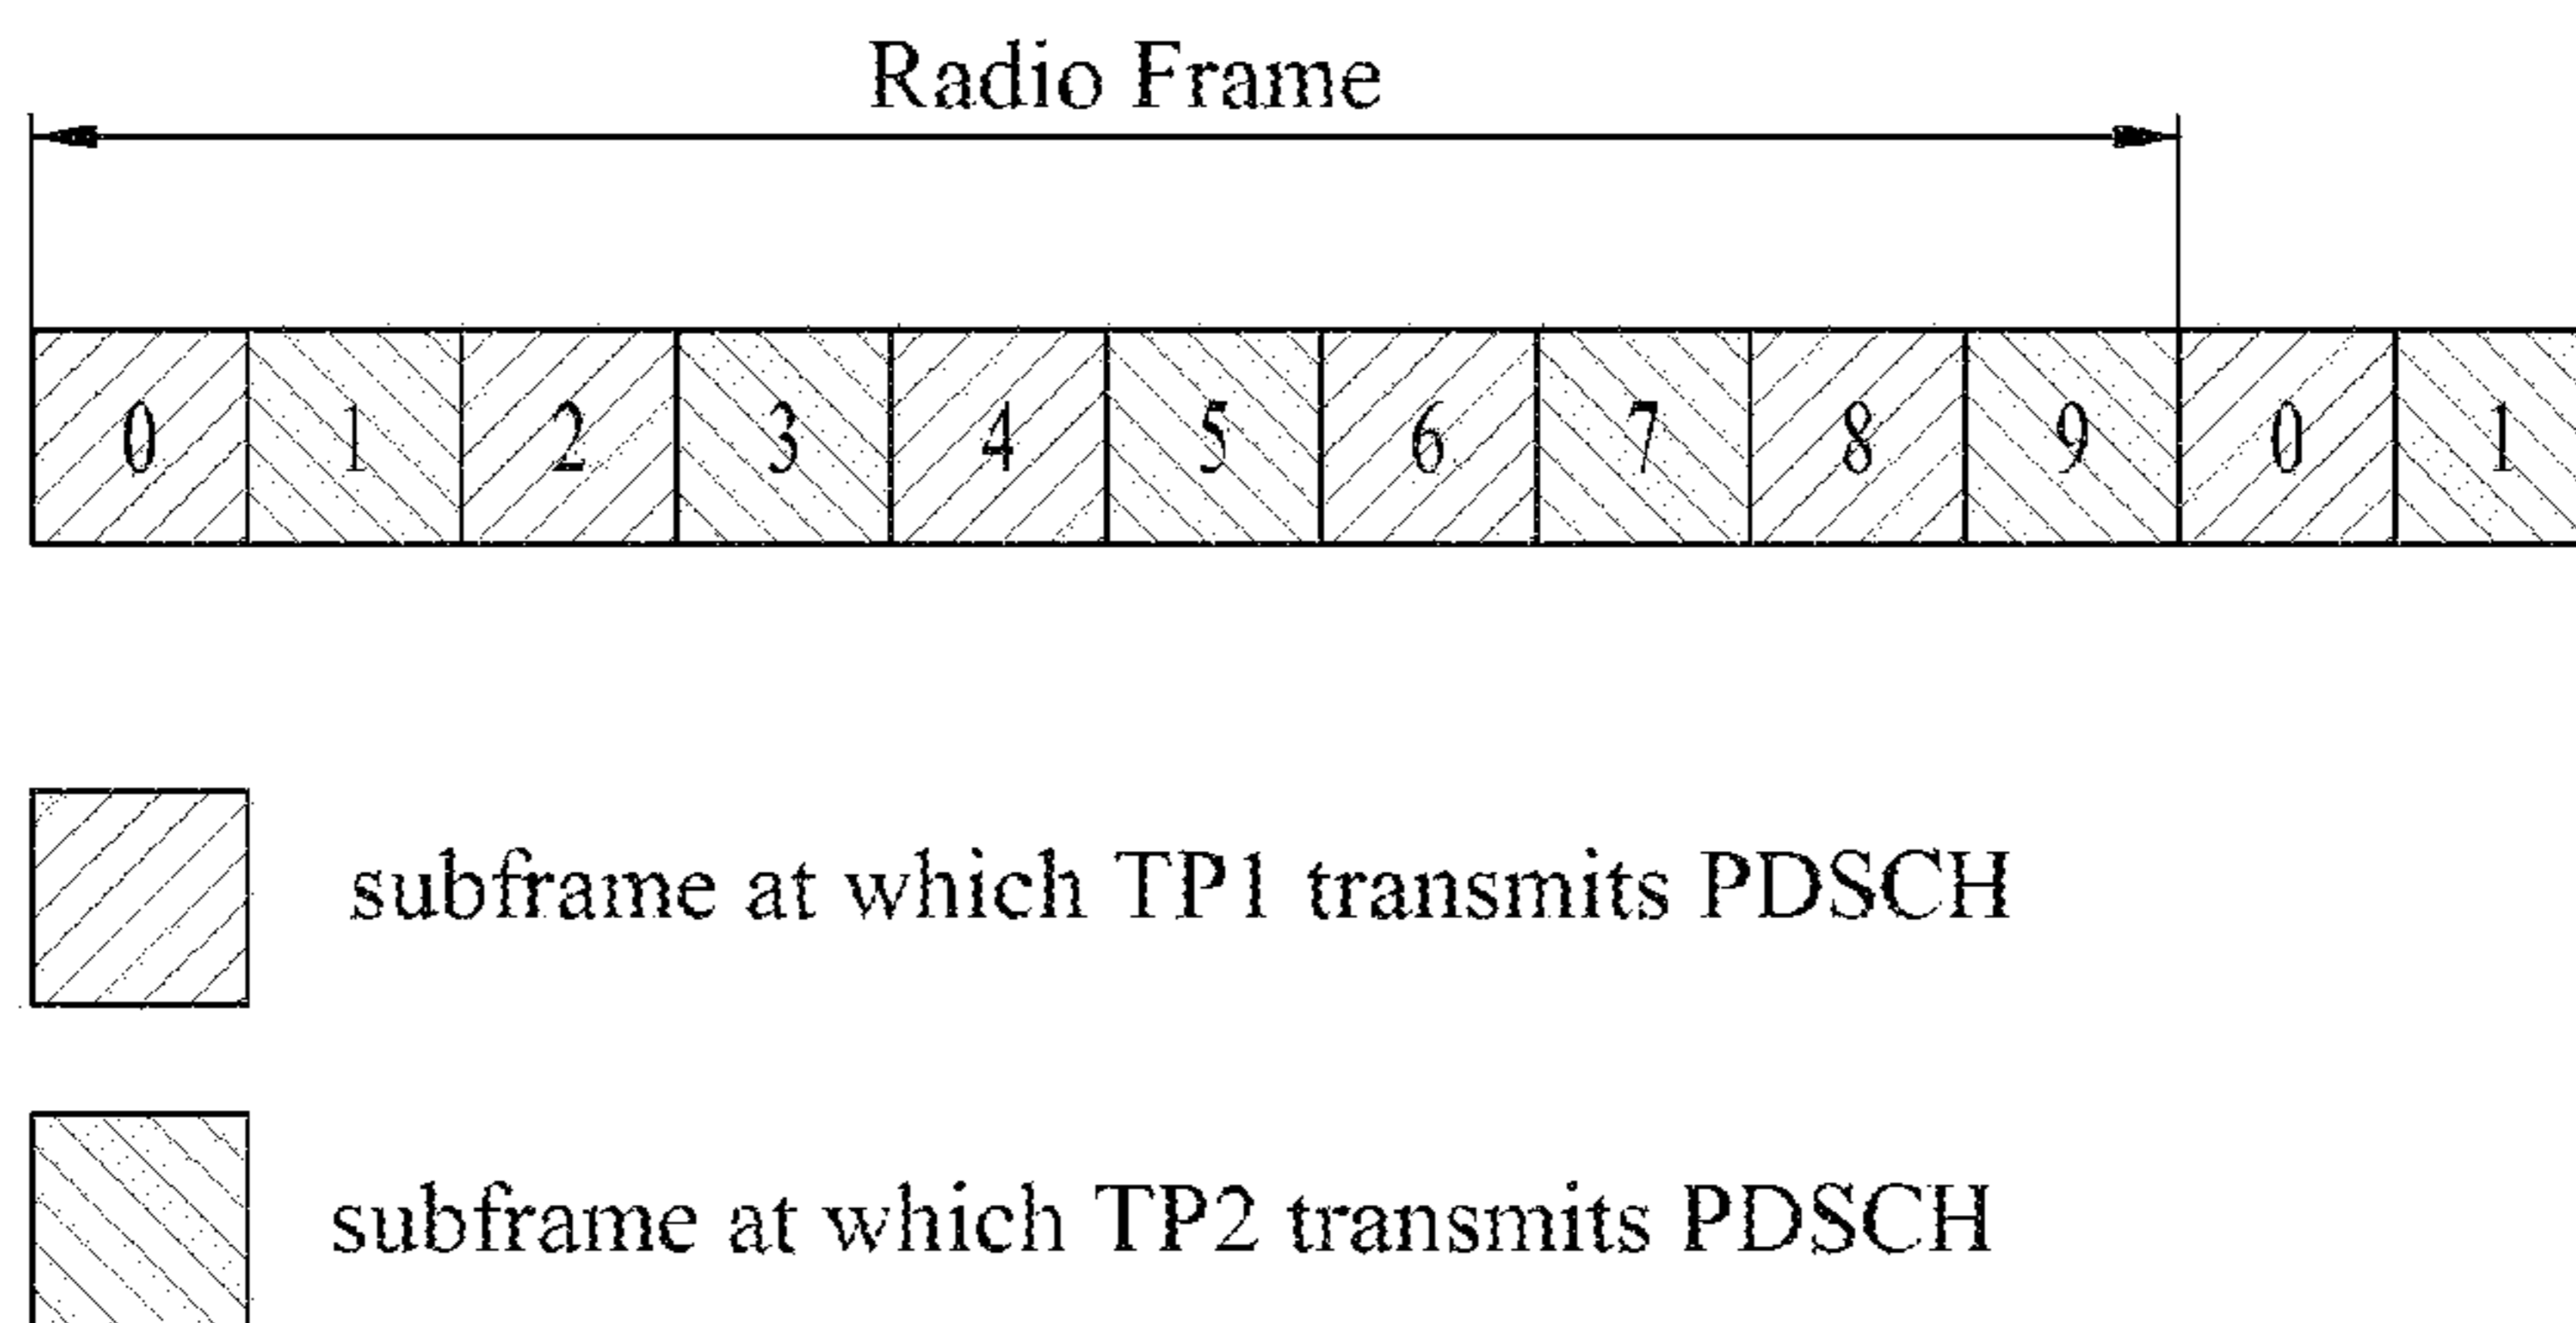 Radio Frame
0 1 2 3 4 5 6 7 8 9 0 1
subframe at which TP1 transmits PDSCH
subframe at which TP2 transmits PDSCH